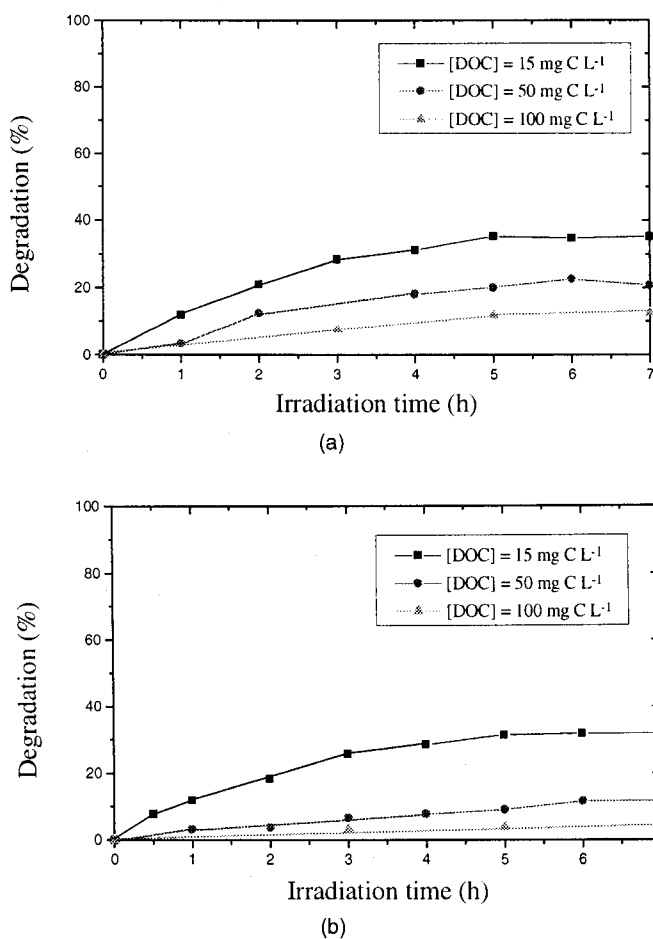 100
80
60
40
20
0
Degradation (%)
[DOC] = 15 mg C L-1
[DOC] = 50 mg C L-1
[DOC] = 100 mg C L-1
0 1 2 3 4 5 6 7
Irradiation time (h)
(a)
100
80
60
40
20
0
Degradation (%)
[DOC] = 15 mg C L-1
[DOC] = 50 mg C L-1
[DOC] = 100 mg C L-1
0 1 2 3 4 5 6
Irradiation time (h)
(b)